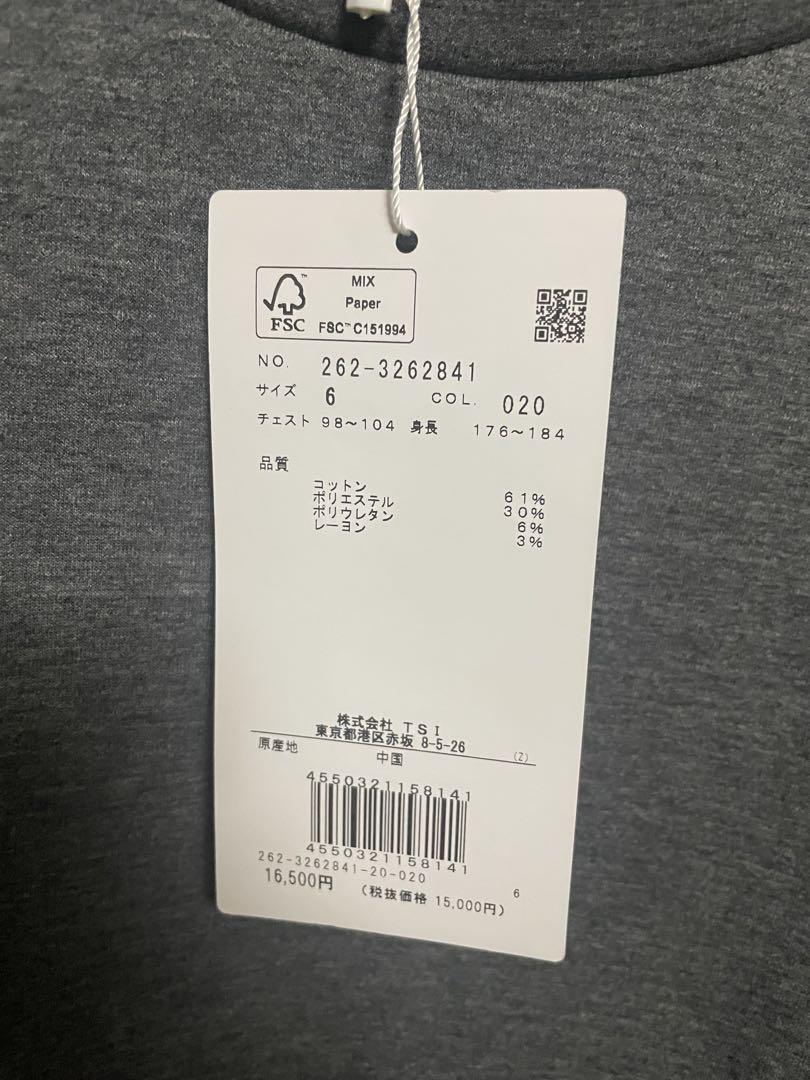 MIX
Paper
FSC™ C151994
FSC
NO. 262-3262841
サイズ 6 COL. 020
チェスト 98～104 身長 176～184
品質
コットン 61%
ポリエステル 30%
ポリウレタン 6%
レーヨン 3%
株式会社 TSI
東京都港区赤坂 8-5-26 (Z)
原産地 中国
4550321158141
4550321158141
262-3262841-20-020
16,500円 (税抜価格 15,000円) 6